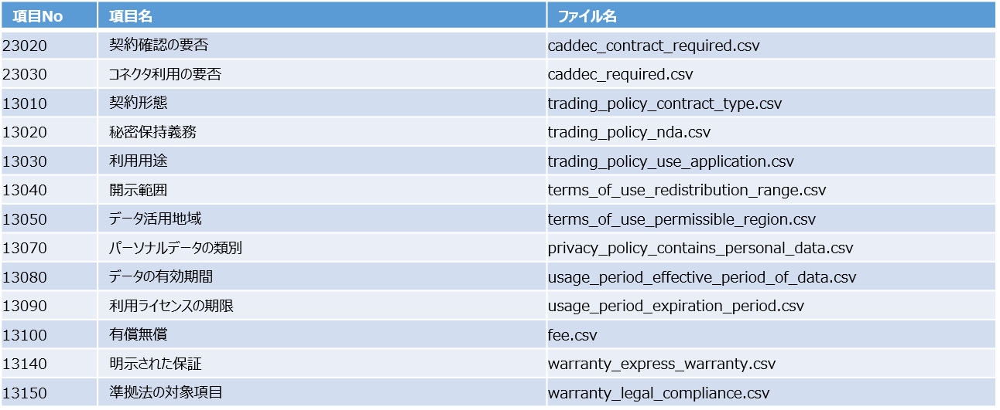 項目No 項目名 ファイル名
23020 契約確認の要否 caddec_contract_required.csv
23030 コネクタ利用の要否 caddec_required.csv
13010 契約形態 trading_policy_contract_type.csv
13020 秘密保持義務 trading_policy_nda.csv
13030 利用用途 trading_policy_use_application.csv
13040 開示範囲 terms_of_use_redistribution_range.csv
13050 データ活用地域 terms_of_use_permissible_region.csv
13070 パーソナルデータの類別 privacy_policy_contains_personal_data.csv
13080 データの有効期間 usage_period_effective_period_of_data.csv
13090 利用ライセンスの期限 usage_period_expiration_period.csv
13100 有償無償 fee.csv
13140 明示された保証 warranty_express_warranty.csv
13150 準拠法の対象項目 warranty_legal_compliance.csv